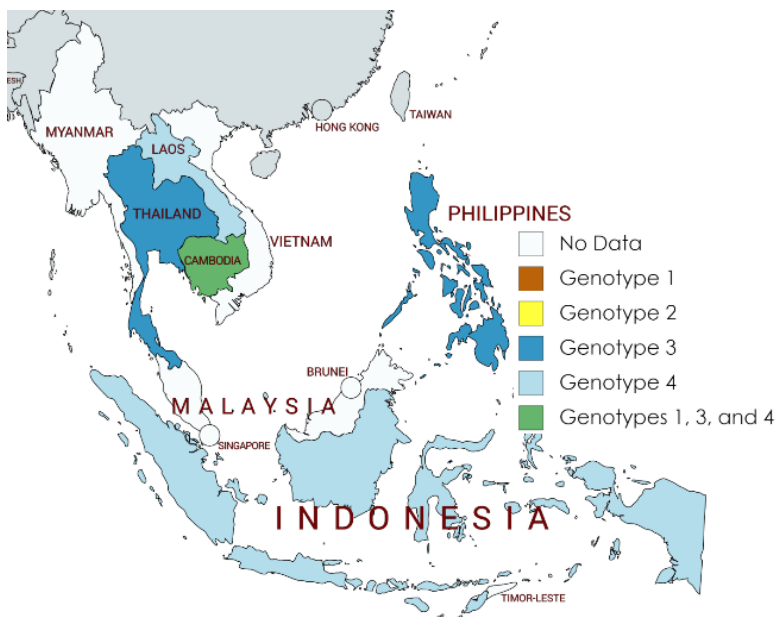 ESH
MYANMAR
LAOS
HONG KONG
TAIWAN
THAILAND
VIETNAM
CAMBODIA
PHILIPPINES
No Data
Genotype 1
Genotype 2
Genotype 3
Genotype 4
Genotypes 1, 3, and 4
BRUNEI
MALAYSIA
SINGAPORE
INDONESIA
TIMOR-LESTE